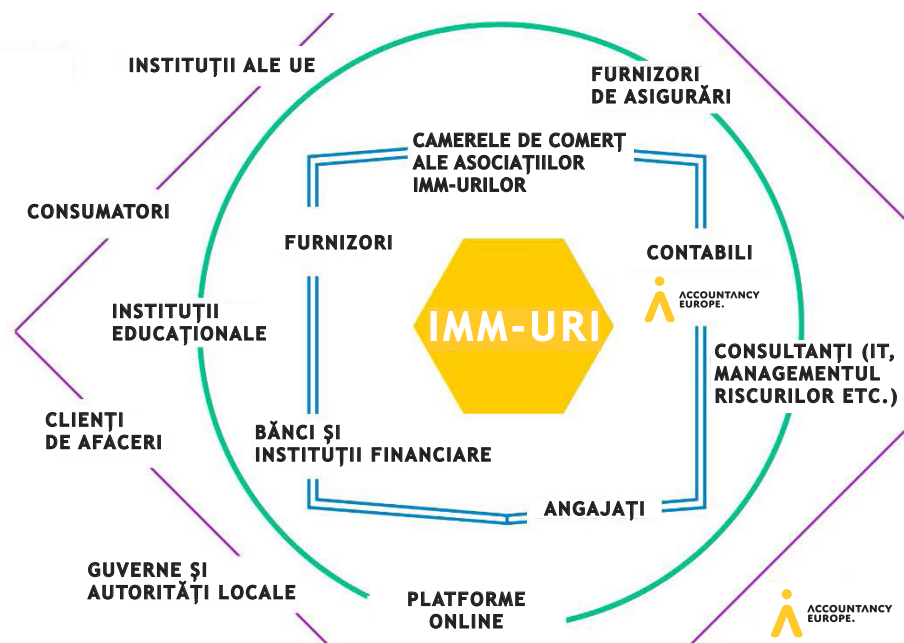 INSTITUȚII ALE UE
FURNIZORI
DE ASIGURĂRI
CAMERELE DE COMERȚ
ALE ASOCIAȚIILOR
IMM-URILOR
CONSUMATORI
FURNIZORI
CONTABILI
ACCOUNTANCY
EUROPE.
INSTITUȚII
EDUCAȚIONALE
IMM-URI
CONSULTANȚI (IT,
MANAGEMENTUL
RISCURILOR ETC.)
CLIENȚI
DE AFACERI
BĂNCI ȘI
INSTITUȚII FINANCIARE
ANGAJAȚI
GUVERNE ȘI
AUTORITĂȚI LOCALE
PLATFORME
ONLINE
ACCOUNTANCY
EUROPE.